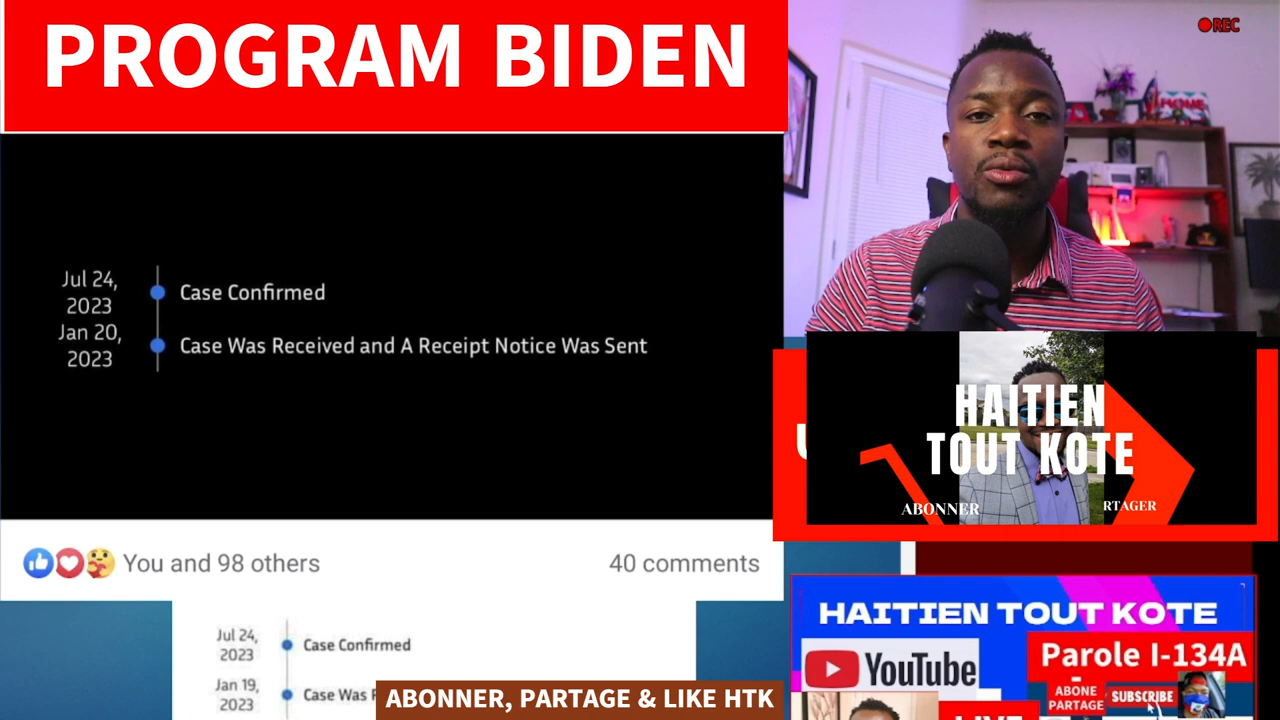 PROGRAM BIDEN
REC
Jul 24,
2023
Case Confirmed
Jan 20,
2023
Case Was Received and A Receipt Notice Was Sent
HAITIEN
TOUT KOTE
ABONNER
RTAGER
You and 98 others
40 comments
Jul 24,
2023
Case Confirmed
Jan 19,
2023
Case Was
ABONNER, PARTAGE & LIKE HTK
HAITIEN TOUT KOTE
YouTube
Parole I-134A
ABONE
PARTAGE
SUBSCRIBE
LIVE